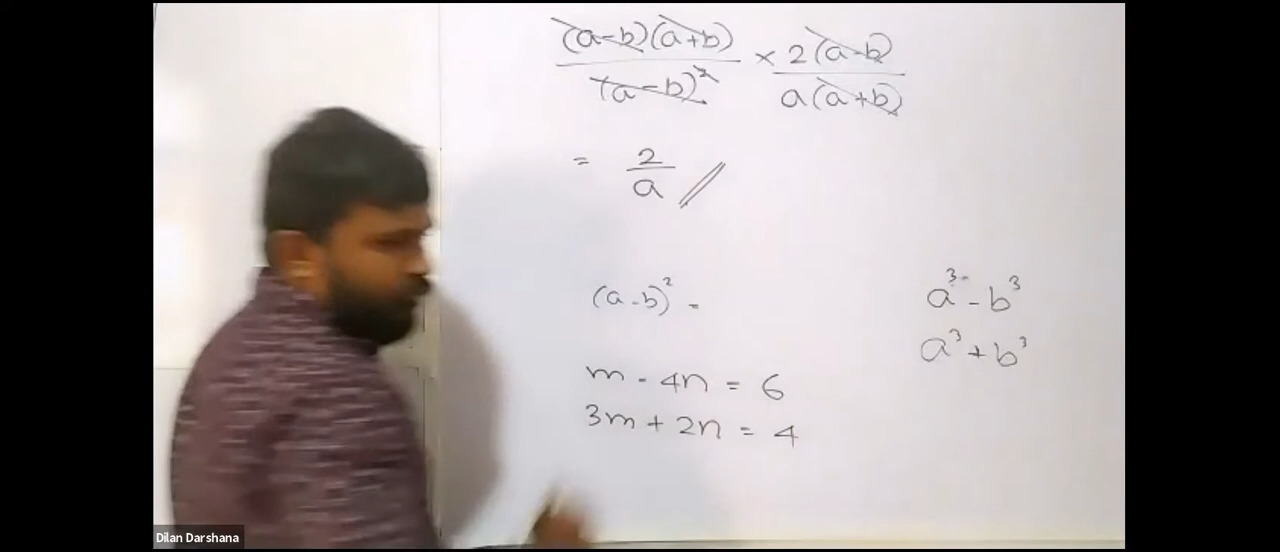 (a-b)(a+b) / (a-b)² × 2(a-b) / a(a+b)
= 2/a //
(a-b)² =
a³ - b³
a³ + b³
m - 4n = 6
3m + 2n = 4
Dilan Darshana